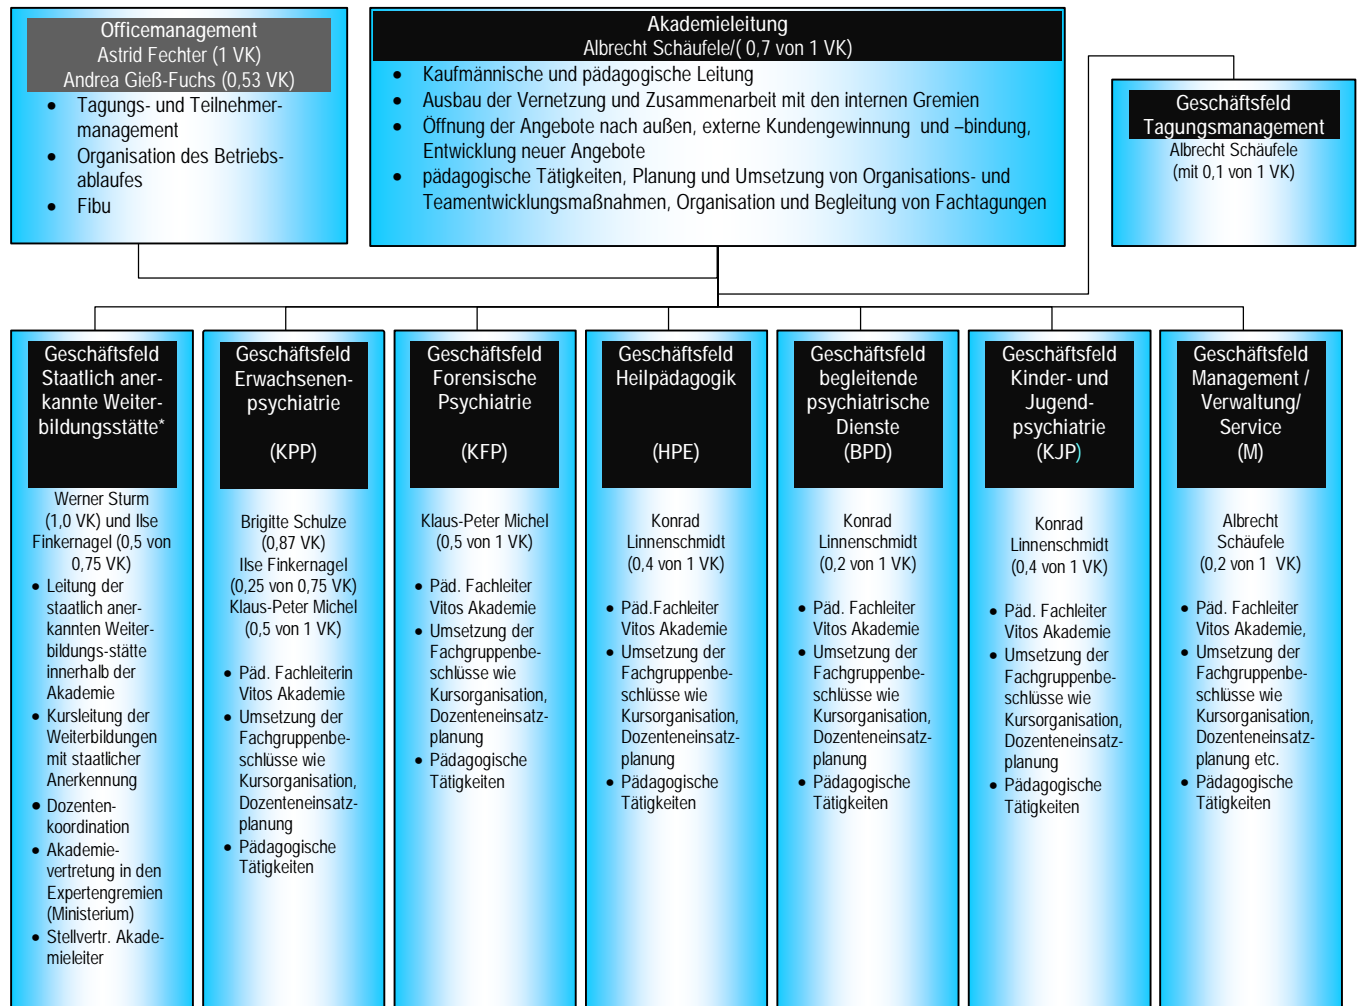 Officemanagement
Astrid Fechter (1 VK)
Andrea Gieß-Fuchs (0,53 VK)
• Tagungs- und Teilnehmer-
management
• Organisation des Betriebs-
ablaufes
• Fibu
Akademieleitung
Albrecht Schäufele/( 0,7 von 1 VK)
• Kaufmännische und pädagogische Leitung
• Ausbau der Vernetzung und Zusammenarbeit mit den internen Gremien
• Öffnung der Angebote nach außen, externe Kundengewinnung und –bindung,
Entwicklung neuer Angebote
• pädagogische Tätigkeiten, Planung und Umsetzung von Organisations- und
Teamentwicklungsmaßnahmen, Organisation und Begleitung von Fachtagungen
Geschäftsfeld
Tagungsmanagement
Albrecht Schäufele
(mit 0,1 von 1 VK)
Geschäftsfeld
Staatlich aner-
kannte Weiter-
bildungsstätte*
Werner Sturm
(1,0 VK) und Ilse
Finkernagel (0,5 von
0,75 VK)
• Leitung der
staatlich aner-
kannten Weiter-
bildungs-stätte
innerhalb der
Akademie
• Kursleitung der
Weiterbildungen
mit staatlicher
Anerkennung
• Dozenten-
koordination
• Akademie-
vertretung in den
Expertengremien
(Ministerium)
• Stellvertr. Akade-
mieleiter
Geschäftsfeld
Erwachsenen-
psychiatrie
(KPP)
Brigitte Schulze
(0,87 VK)
Ilse Finkernagel
(0,25 von 0,75 VK)
Klaus-Peter Michel
(0,5 von 1 VK)
• Päd. Fachleiterin
Vitos Akademie
• Umsetzung der
Fachgruppenbe-
schlüsse wie
Kursorganisation,
Dozenteneinsatz-
planung
• Pädagogische
Tätigkeiten
Geschäftsfeld
Forensische
Psychiatrie
(KFP)
Klaus-Peter Michel
(0,5 von 1 VK)
• Päd. Fachleiter
Vitos Akademie
• Umsetzung der
Fachgruppenbe-
schlüsse wie
Kursorganisation,
Dozenteneinsatz-
planung
• Pädagogische
Tätigkeiten
Geschäftsfeld
Heilpädagogik
(HPE)
Konrad
Linnenschmidt
(0,4 von 1 VK)
• Päd.Fachleiter
Vitos Akademie
• Umsetzung der
Fachgruppenbe-
schlüsse wie
Kursorganisation,
Dozenteneinsatz-
planung
• Pädagogische
Tätigkeiten
Geschäftsfeld
begleitende
psychiatrische
Dienste
(BPD)
Konrad
Linnenschmidt
(0,2 von 1 VK)
• Päd. Fachleiter
Vitos Akademie
• Umsetzung der
Fachgruppenbe-
schlüsse wie
Kursorganisation,
Dozenteneinsatz-
planung
• Pädagogische
Tätigkeiten
Geschäftsfeld
Kinder- und
Jugend-
psychiatrie
(KJP)
Konrad
Linnenschmidt
(0,4 von 1 VK)
• Päd. Fachleiter
Vitos Akademie
• Umsetzung der
Fachgruppenbe-
schlüsse wie
Kursorganisation,
Dozenteneinsatz-
planung
• Pädagogische
Tätigkeiten
Geschäftsfeld
Management /
Verwaltung/
Service
(M)
Albrecht
Schäufele
(0,2 von 1 VK)
• Päd. Fachleiter
Vitos Akademie,
• Umsetzung der
Fachgruppenbe-
schlüsse wie
Kursorganisation,
Dozenteneinsatz-
planung etc.
• Pädagogische
Tätigkeiten